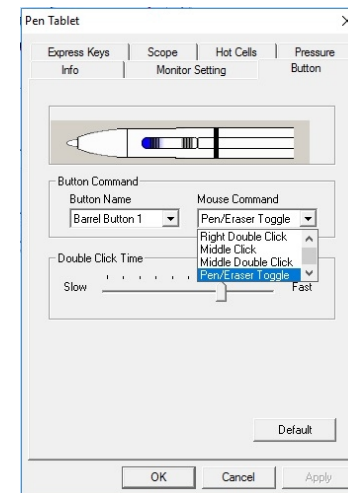 Pen Tablet
Express Keys Scope Hot Cells Pressure
Info Monitor Setting Button
Button Command
Button Name Mouse Command
Barrel Button 1 Pen/Eraser Toggle
Right Double Click
Middle Click
Middle Double Click
Pen/Eraser Toggle
Double Click Time
Slow Fast
Default
OK Cancel Apply